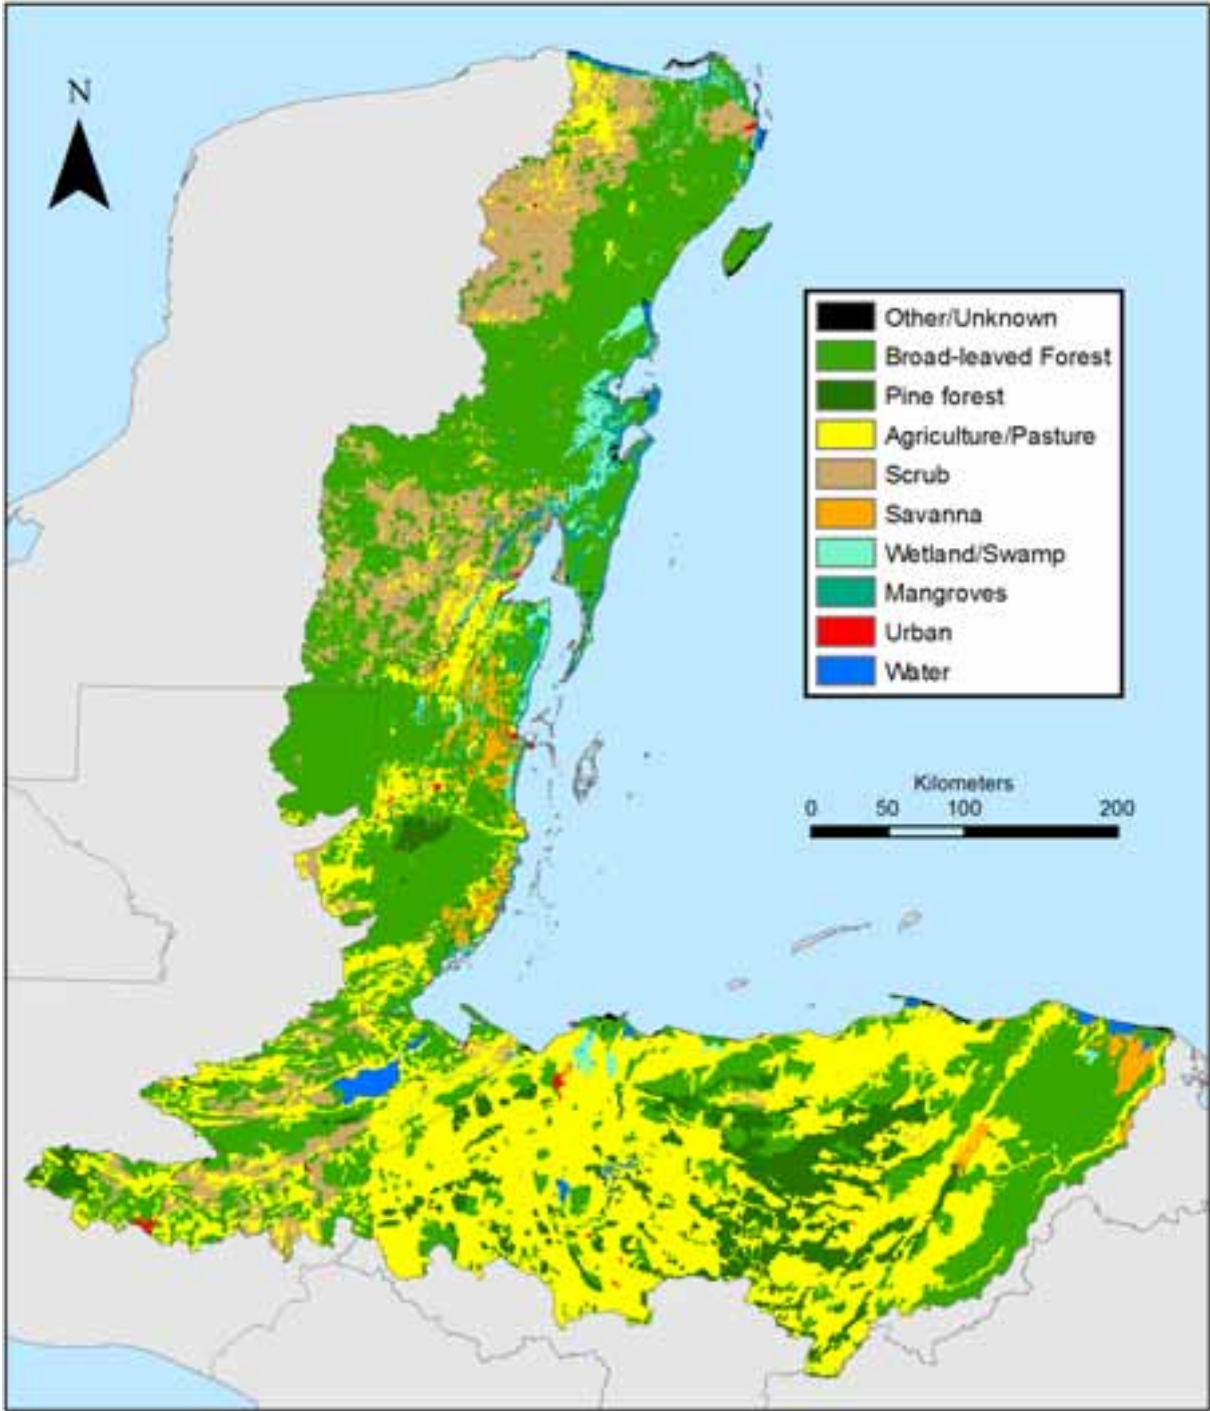 N
Other/Unknown
Broad-leaved Forest
Pine forest
Agriculture/Pasture
Scrub
Savanna
Wetland/Swamp
Mangroves
Urban
Water
Kilometers
0 50 100 200